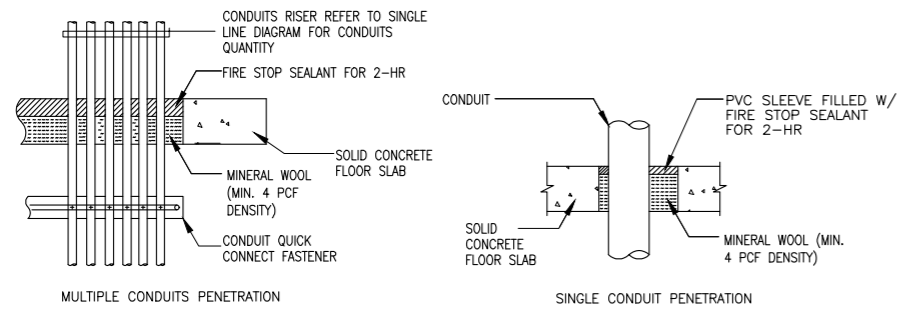 CONDUITS RISER REFER TO SINGLE
LINE DIAGRAM FOR CONDUITS
QUANTITY
FIRE STOP SEALANT FOR 2-HR
SOLID CONCRETE
FLOOR SLAB
MINERAL WOOL
(MIN. 4 PCF
DENSITY)
CONDUIT QUICK
CONNECT FASTENER
MULTIPLE CONDUITS PENETRATION
CONDUIT
PVC SLEEVE FILLED W/
FIRE STOP SEALANT
FOR 2-HR
SOLID
CONCRETE
FLOOR SLAB
MINERAL WOOL (MIN.
4 PCF DENSITY)
SINGLE CONDUIT PENETRATION